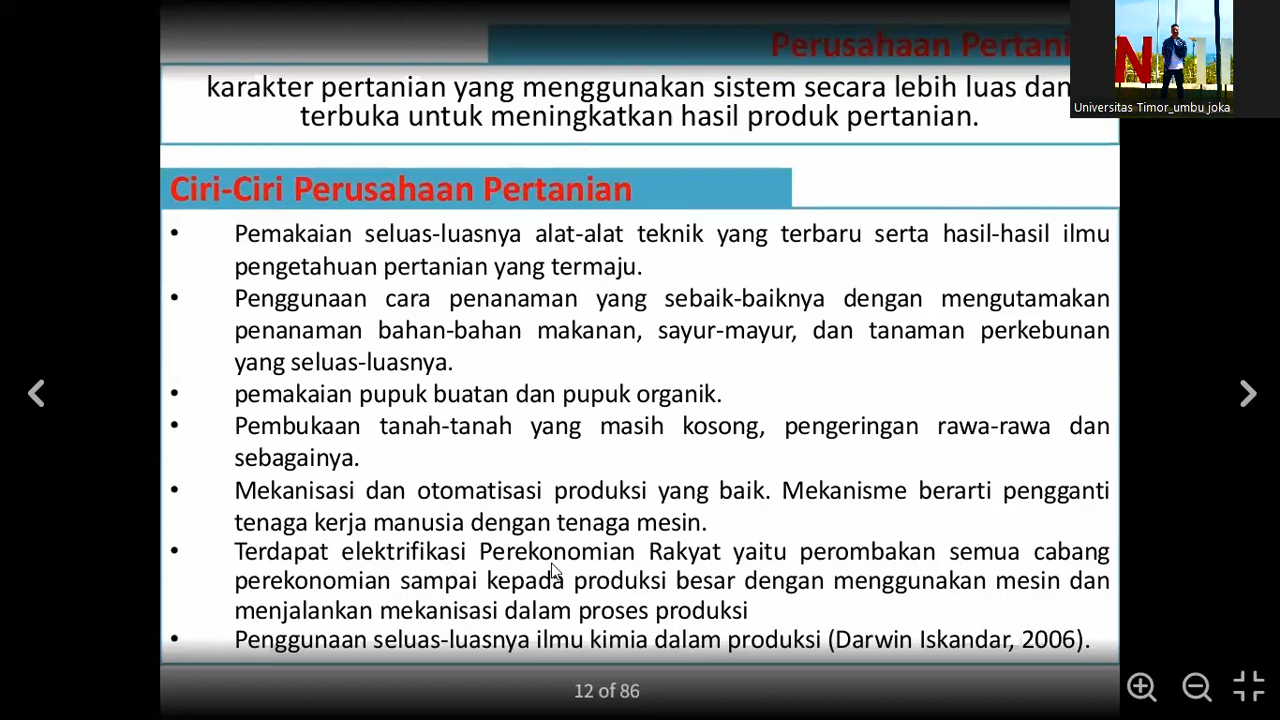 Perusahaan Pertani
karakter pertanian yang menggunakan sistem secara lebih luas dan
terbuka untuk meningkatkan hasil produk pertanian.
Universitas Timor_umbu joka
Ciri-Ciri Perusahaan Pertanian
• Pemakaian seluas-luasnya alat-alat teknik yang terbaru serta hasil-hasil ilmu
pengetahuan pertanian yang termaju.
• Penggunaan cara penanaman yang sebaik-baiknya dengan mengutamakan
penanaman bahan-bahan makanan, sayur-mayur, dan tanaman perkebunan
yang seluas-luasnya.
• pemakaian pupuk buatan dan pupuk organik.
• Pembukaan tanah-tanah yang masih kosong, pengeringan rawa-rawa dan
sebagainya.
• Mekanisasi dan otomatisasi produksi yang baik. Mekanisme berarti pengganti
tenaga kerja manusia dengan tenaga mesin.
• Terdapat elektrifikasi Perekonomian Rakyat yaitu perombakan semua cabang
perekonomian sampai kepada produksi besar dengan menggunakan mesin dan
menjalankan mekanisasi dalam proses produksi
• Penggunaan seluas-luasnya ilmu kimia dalam produksi (Darwin Iskandar, 2006).
12 of 86